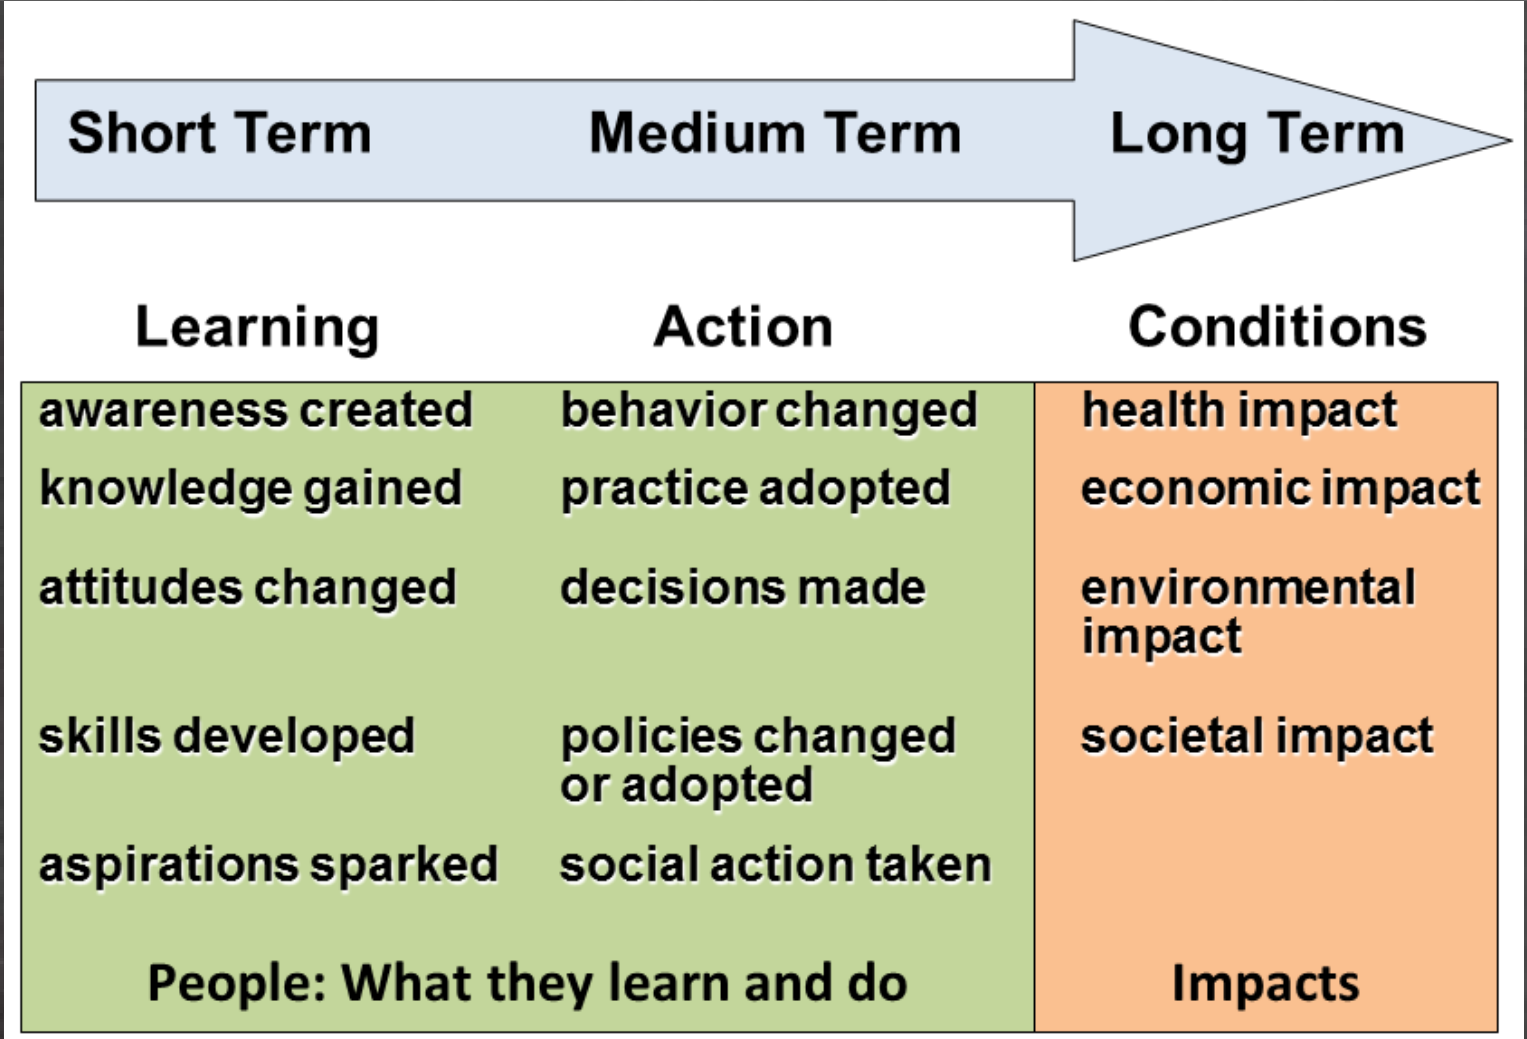 Short Term Medium Term Long Term
Learning Action Conditions
awareness created behavior changed health impact
knowledge gained practice adopted economic impact
attitudes changed decisions made environmental
impact
skills developed policies changed societal impact
or adopted
aspirations sparked social action taken
People: What they learn and do Impacts